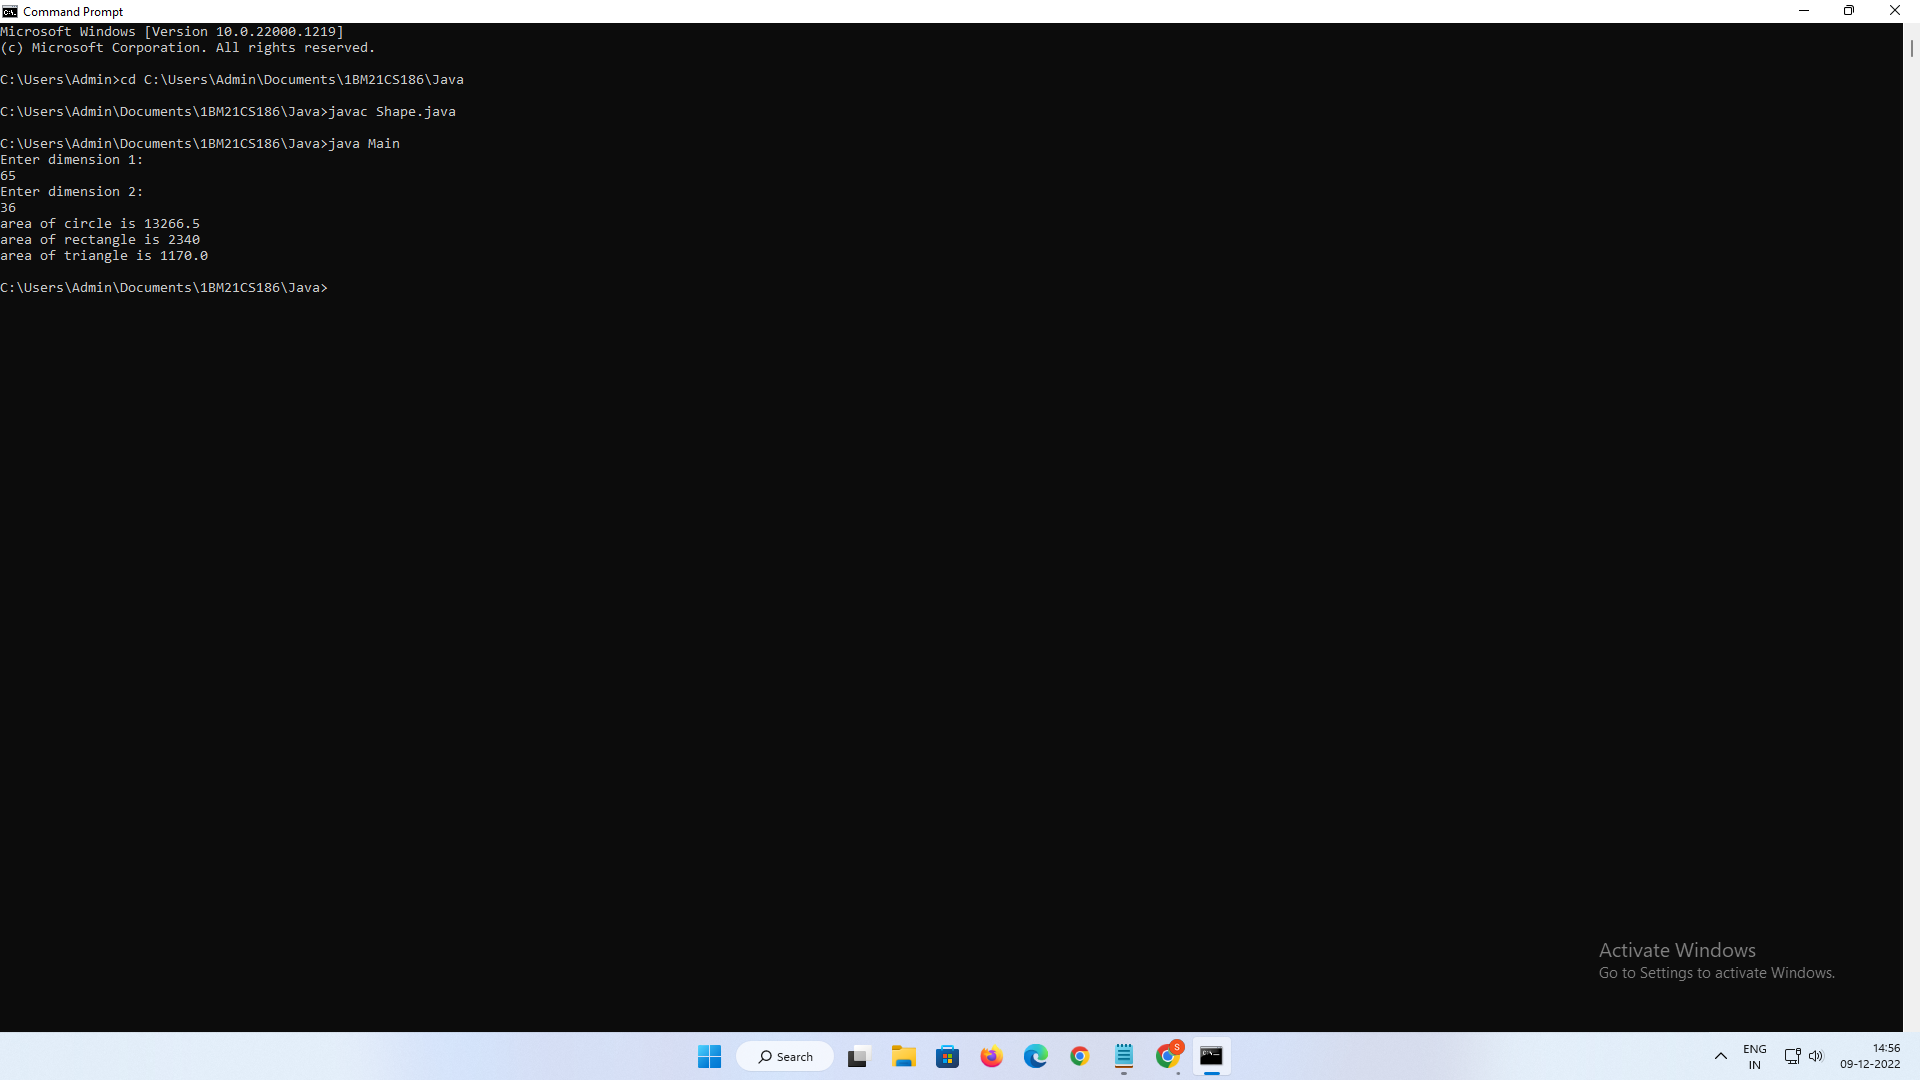 Command Prompt
Microsoft Windows [Version 10.0.22000.1219]
(c) Microsoft Corporation. All rights reserved.
C:\Users\Admin>cd C:\Users\Admin\Documents\1BM21CS186\Java
C:\Users\Admin\Documents\1BM21CS186\Java>javac Shape.java
C:\Users\Admin\Documents\1BM21CS186\Java>java Main
Enter dimension 1:
65
Enter dimension 2:
36
area of circle is 13266.5
area of rectangle is 2340
area of triangle is 1170.0
C:\Users\Admin\Documents\1BM21CS186\Java>
Activate Windows
Go to Settings to activate Windows.
Search
S
ENG
IN
14:56
09-12-2022